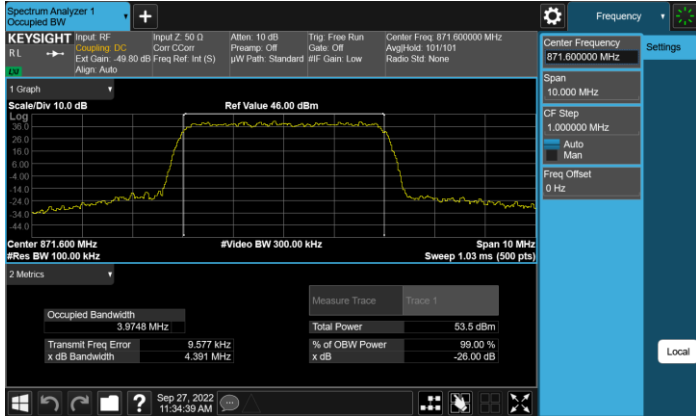 Spectrum Analyzer 1
Occupied BW
Frequency
KEYSIGHT
R L
LXI
Input: RF
Coupling: DC
Ext Gain: -49.80 dB
Align: Auto
Input Z: 50 Ω
Corr CCorr
Freq Ref: Int (S)
Atten: 10 dB
Preamp: Off
µW Path: Standard
Trig: Free Run
Gate: Off
#IF Gain: Low
Center Freq: 871.600000 MHz
Avg|Hold: 101/101
Radio Std: None
Center Frequency
871.600000 MHz
Settings
Span
10.000 MHz
CF Step
1.000000 MHz
Auto
Man
Freq Offset
0 Hz
Local
1 Graph
Scale/Div 10.0 dB
Ref Value 46.00 dBm
Log
36.0
26.0
16.0
6.00
-4.00
-14.0
-24.0
-34.0
-44.0
Center 871.600 MHz
#Video BW 300.00 kHz
Span 10 MHz
#Res BW 100.00 kHz
Sweep 1.03 ms (500 pts)
2 Metrics
Measure Trace
Trace 1
Occupied Bandwidth
3.9748 MHz
Total Power
53.5 dBm
Transmit Freq Error
9.577 kHz
% of OBW Power
99.00 %
x dB Bandwidth
4.391 MHz
x dB
-26.00 dB
?
Sep 27, 2022
11:34:39 AM